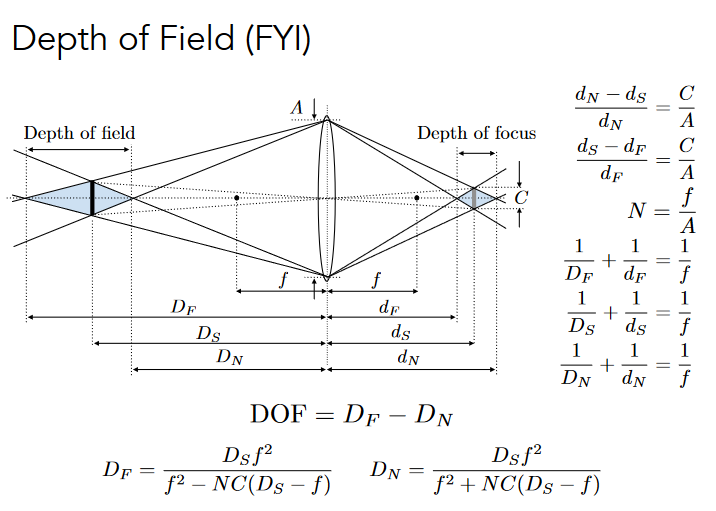 Depth of Field (FYI)
A
Depth of field
Depth of focus
C
f
f
D_F
d_F
D_S
d_S
D_N
d_N
\frac{d_N - d_S}{d_N} = \frac{C}{A}
\frac{d_S - d_F}{d_F} = \frac{C}{A}
N = \frac{f}{A}
\frac{1}{D_F} + \frac{1}{d_F} = \frac{1}{f}
\frac{1}{D_S} + \frac{1}{d_S} = \frac{1}{f}
\frac{1}{D_N} + \frac{1}{d_N} = \frac{1}{f}
DOF = D_F - D_N
D_F = \frac{D_S f^2}{f^2 - NC(D_S - f)}
D_N = \frac{D_S f^2}{f^2 + NC(D_S - f)}